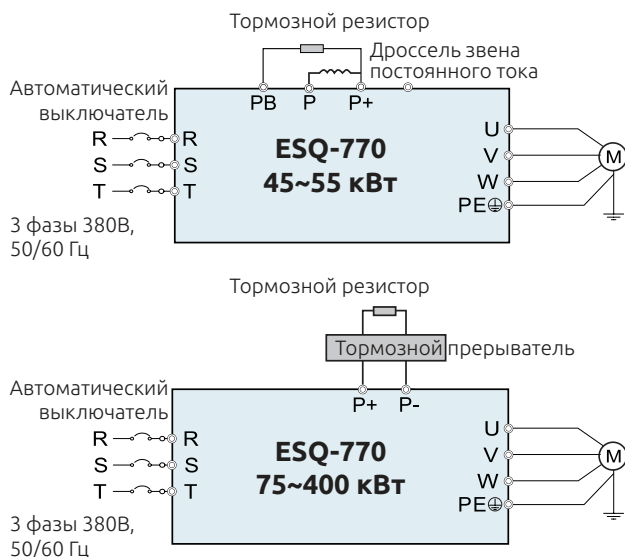 Тормозной резистор
Дроссель звена
постоянного тока
Автоматический
выключатель
PB P P+
R R
S S
T T
ESQ-770
45~55 кВт
U
V
W
PE
M
3 фазы 380В,
50/60 Гц
Тормозной резистор
Тормозной прерыватель
Автоматический
выключатель
P+ P-
R R
S S
T T
ESQ-770
75~400 кВт
U
V
W
PE
M
3 фазы 380В,
50/60 Гц